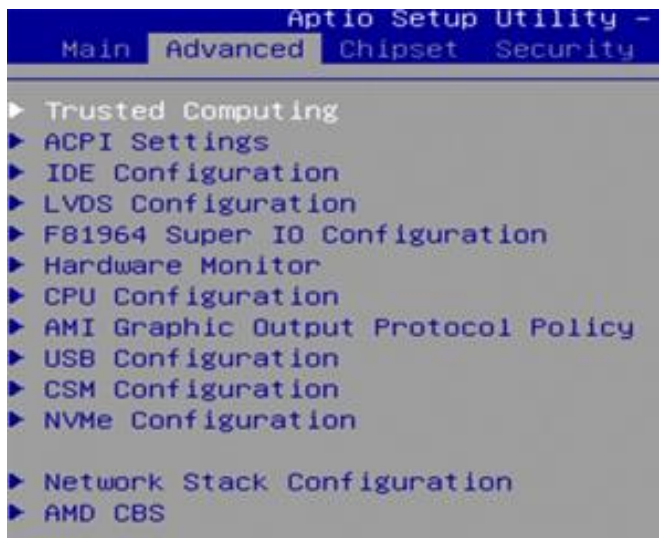 Aptio Setup Utility –
Main Advanced Chipset Security
Trusted Computing
ACPI Settings
IDE Configuration
LVDS Configuration
F81964 Super IO Configuration
Hardware Monitor
CPU Configuration
AMI Graphic Output Protocol Policy
USB Configuration
CSM Configuration
NVMe Configuration
Network Stack Configuration
AMD CBS